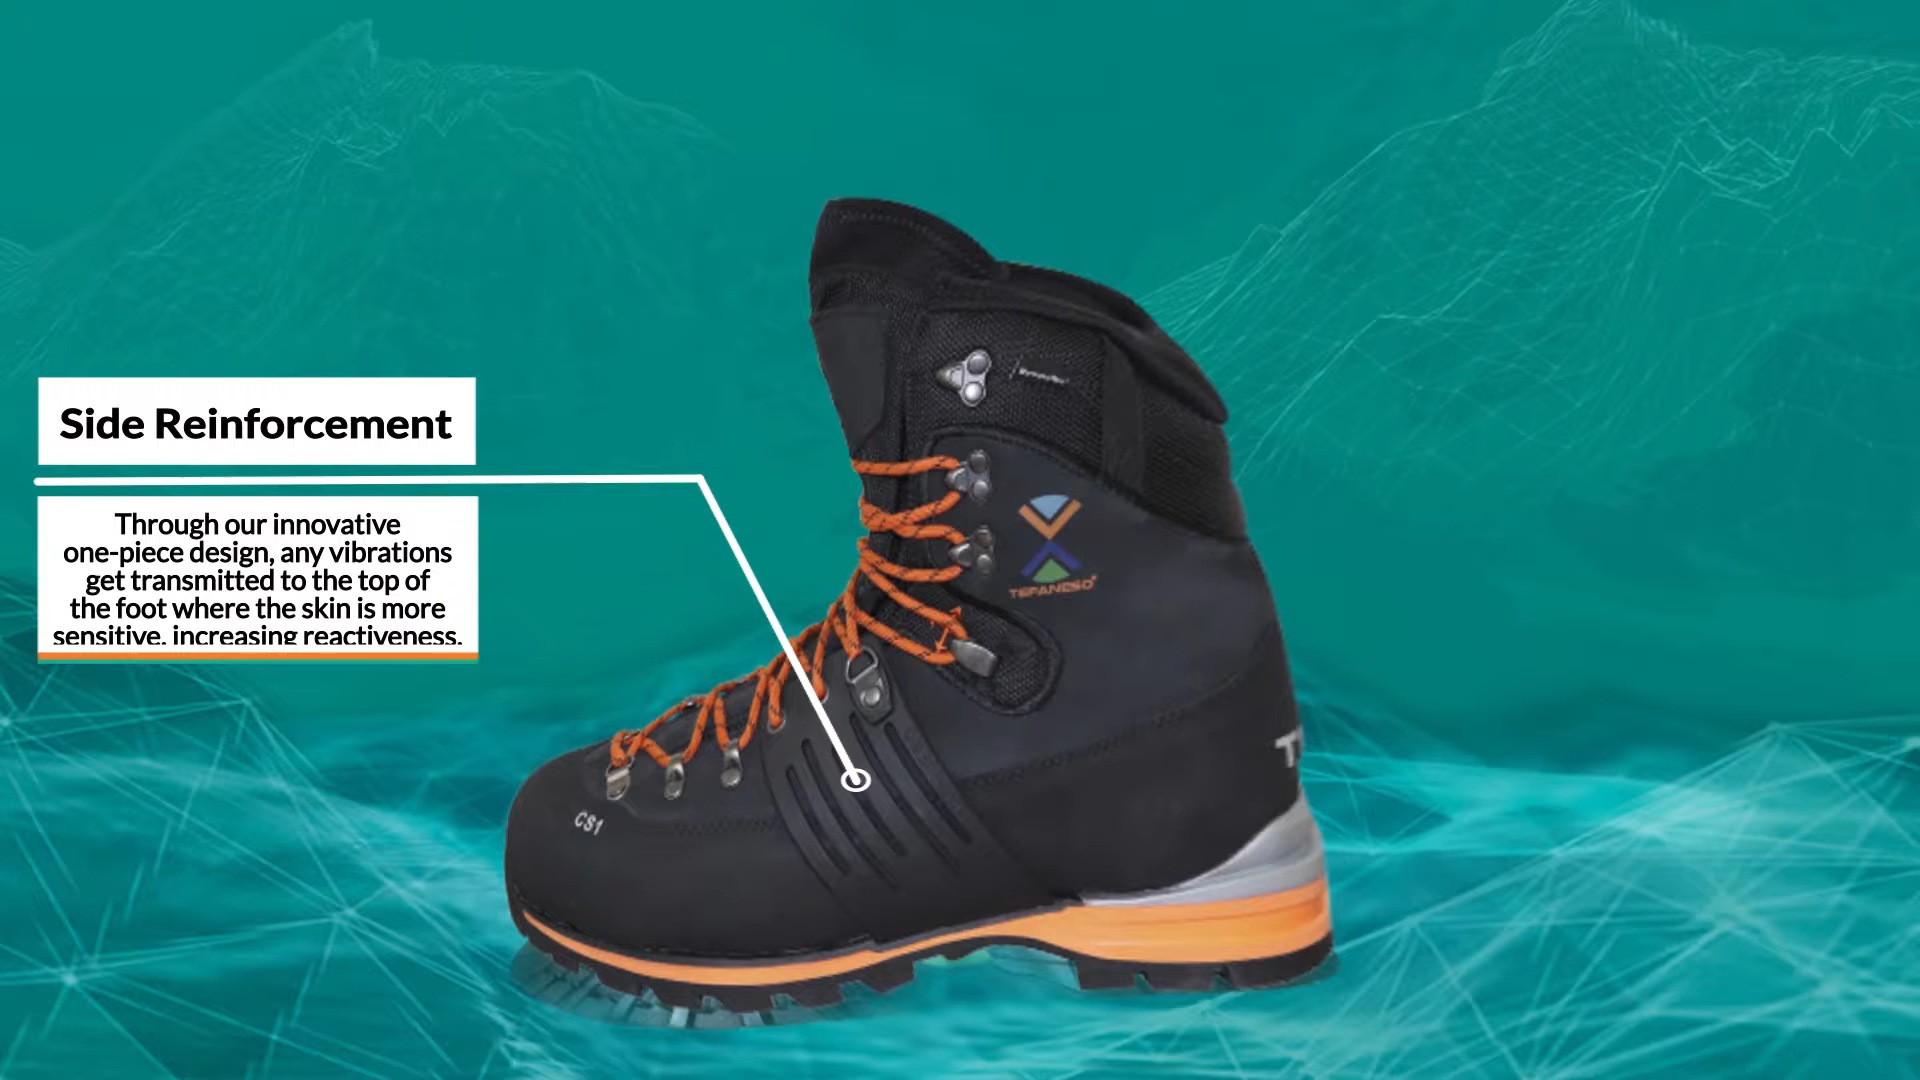 Side Reinforcement
Through our innovative
one-piece design, any vibrations
get transmitted to the top of
the foot where the skin is more
sensitive, increasing reactiveness.
TEFANESO
CS1